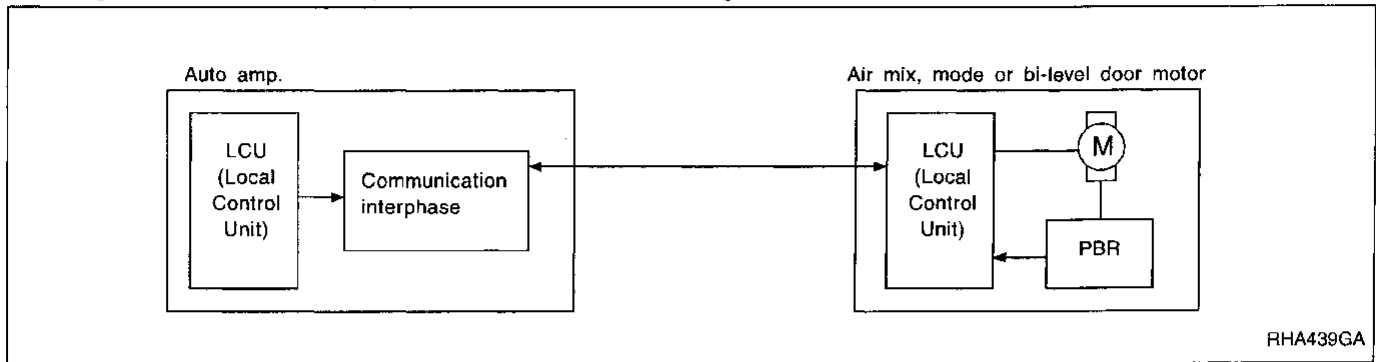 Auto amp.
LCU
(Local
Control
Unit)
Communication
interphase
Air mix, mode or bi-level door motor
LCU
(Local
Control
Unit)
M
PBR
RHA439GA